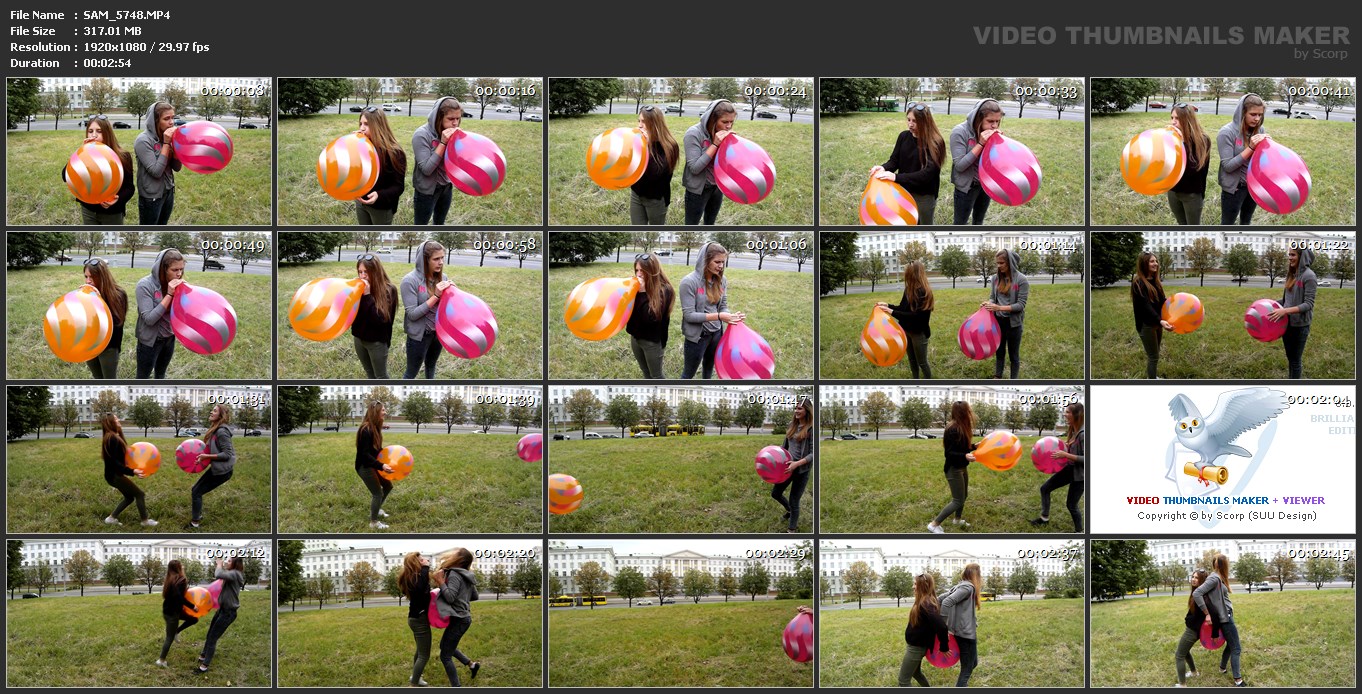 File Name : SAM_5748.MP4
File Size : 317.01 MB
Resolution : 1920x1080 / 29.97 fps
Duration : 00:02:54
VIDEO THUMBNAILS MAKER
by Scorp
00:00:08
00:00:16
00:00:24
00:00:33
00:00:41
00:00:49
00:00:58
00:01:06
00:01:14
00:01:22
00:01:31
00:01:39
00:01:47
00:01:56
00:02:04
BRILLIA
EDITI
VIDEO THUMBNAILS MAKER + VIEWER
Copyright © by Scorp (SUU Design)
00:02:12
00:02:20
00:02:29
00:02:37
00:02:45